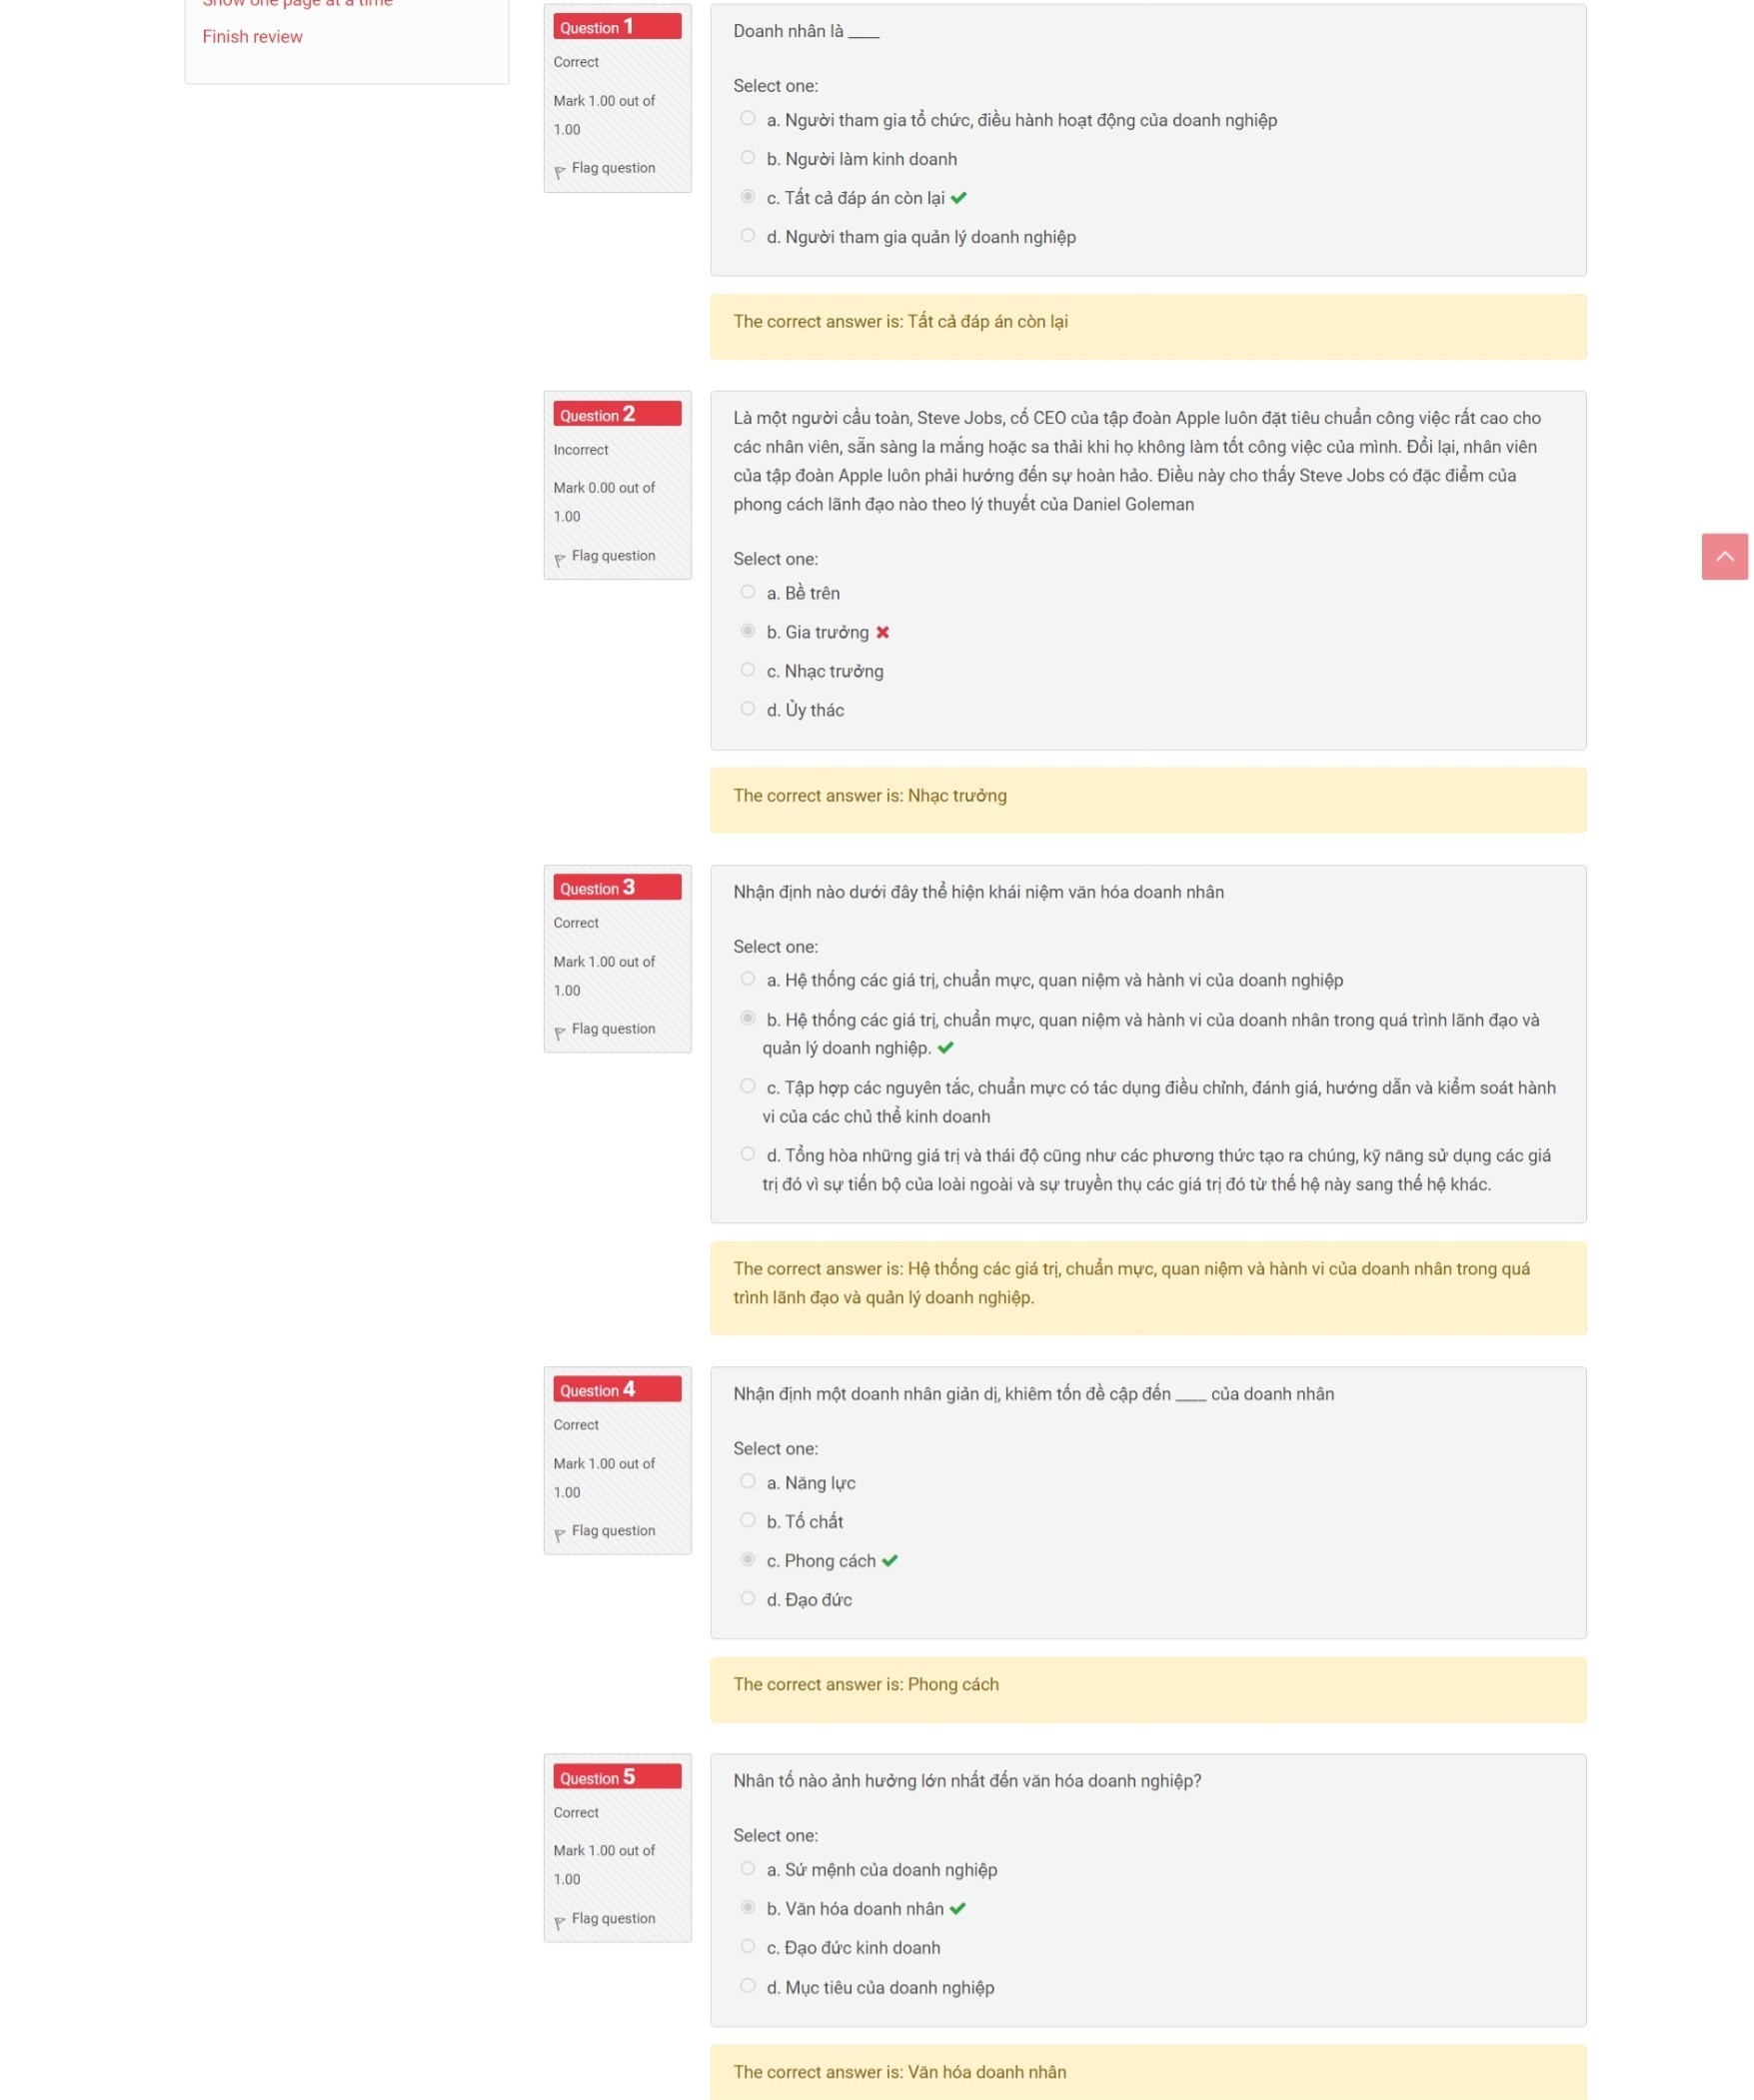 Show one page at a time
Finish review
Question 1
Correct
Mark 1.00 out of
1.00
Flag question
Doanh nhân là ____
Select one:
a. Người tham gia tổ chức, điều hành hoạt động của doanh nghiệp
b. Người làm kinh doanh
c. Tất cả đáp án còn lại
d. Người tham gia quản lý doanh nghiệp
The correct answer is: Tất cả đáp án còn lại
Question 2
Incorrect
Mark 0.00 out of
1.00
Flag question
Là một người cầu toàn, Steve Jobs, cố CEO của tập đoàn Apple luôn đặt tiêu chuẩn công việc rất cao cho
các nhân viên, sẵn sàng la mắng hoặc sa thải khi họ không làm tốt công việc của mình. Đổi lại, nhân viên
của tập đoàn Apple luôn phải hướng đến sự hoàn hảo. Điều này cho thấy Steve Jobs có đặc điểm của
phong cách lãnh đạo nào theo lý thuyết của Daniel Goleman
Select one:
a. Bề trên
b. Gia trưởng
c. Nhạc trưởng
d. Ủy thác
The correct answer is: Nhạc trưởng
Question 3
Correct
Mark 1.00 out of
1.00
Flag question
Nhận định nào dưới đây thể hiện khái niệm văn hóa doanh nhân
Select one:
a. Hệ thống các giá trị, chuẩn mực, quan niệm và hành vi của doanh nghiệp
b. Hệ thống các giá trị, chuẩn mực, quan niệm và hành vi của doanh nhân trong quá trình lãnh đạo và
quản lý doanh nghiệp.
c. Tập hợp các nguyên tắc, chuẩn mực có tác dụng điều chỉnh, đánh giá, hướng dẫn và kiểm soát hành
vi của các chủ thể kinh doanh
d. Tổng hòa những giá trị và thái độ cũng như các phương thức tạo ra chúng, kỹ năng sử dụng các giá
trị đó vì sự tiến bộ của loài ngoài và sự truyền thụ các giá trị đó từ thế hệ này sang thế hệ khác.
The correct answer is: Hệ thống các giá trị, chuẩn mực, quan niệm và hành vi của doanh nhân trong quá
trình lãnh đạo và quản lý doanh nghiệp.
Question 4
Correct
Mark 1.00 out of
1.00
Flag question
Nhận định một doanh nhân giản dị, khiêm tốn đề cập đến ____ của doanh nhân
Select one:
a. Năng lực
b. Tố chất
c. Phong cách
d. Đạo đức
The correct answer is: Phong cách
Question 5
Correct
Mark 1.00 out of
1.00
Flag question
Nhân tố nào ảnh hưởng lớn nhất đến văn hóa doanh nghiệp?
Select one:
a. Sứ mệnh của doanh nghiệp
b. Văn hóa doanh nhân
c. Đạo đức kinh doanh
d. Mục tiêu của doanh nghiệp
The correct answer is: Văn hóa doanh nhân